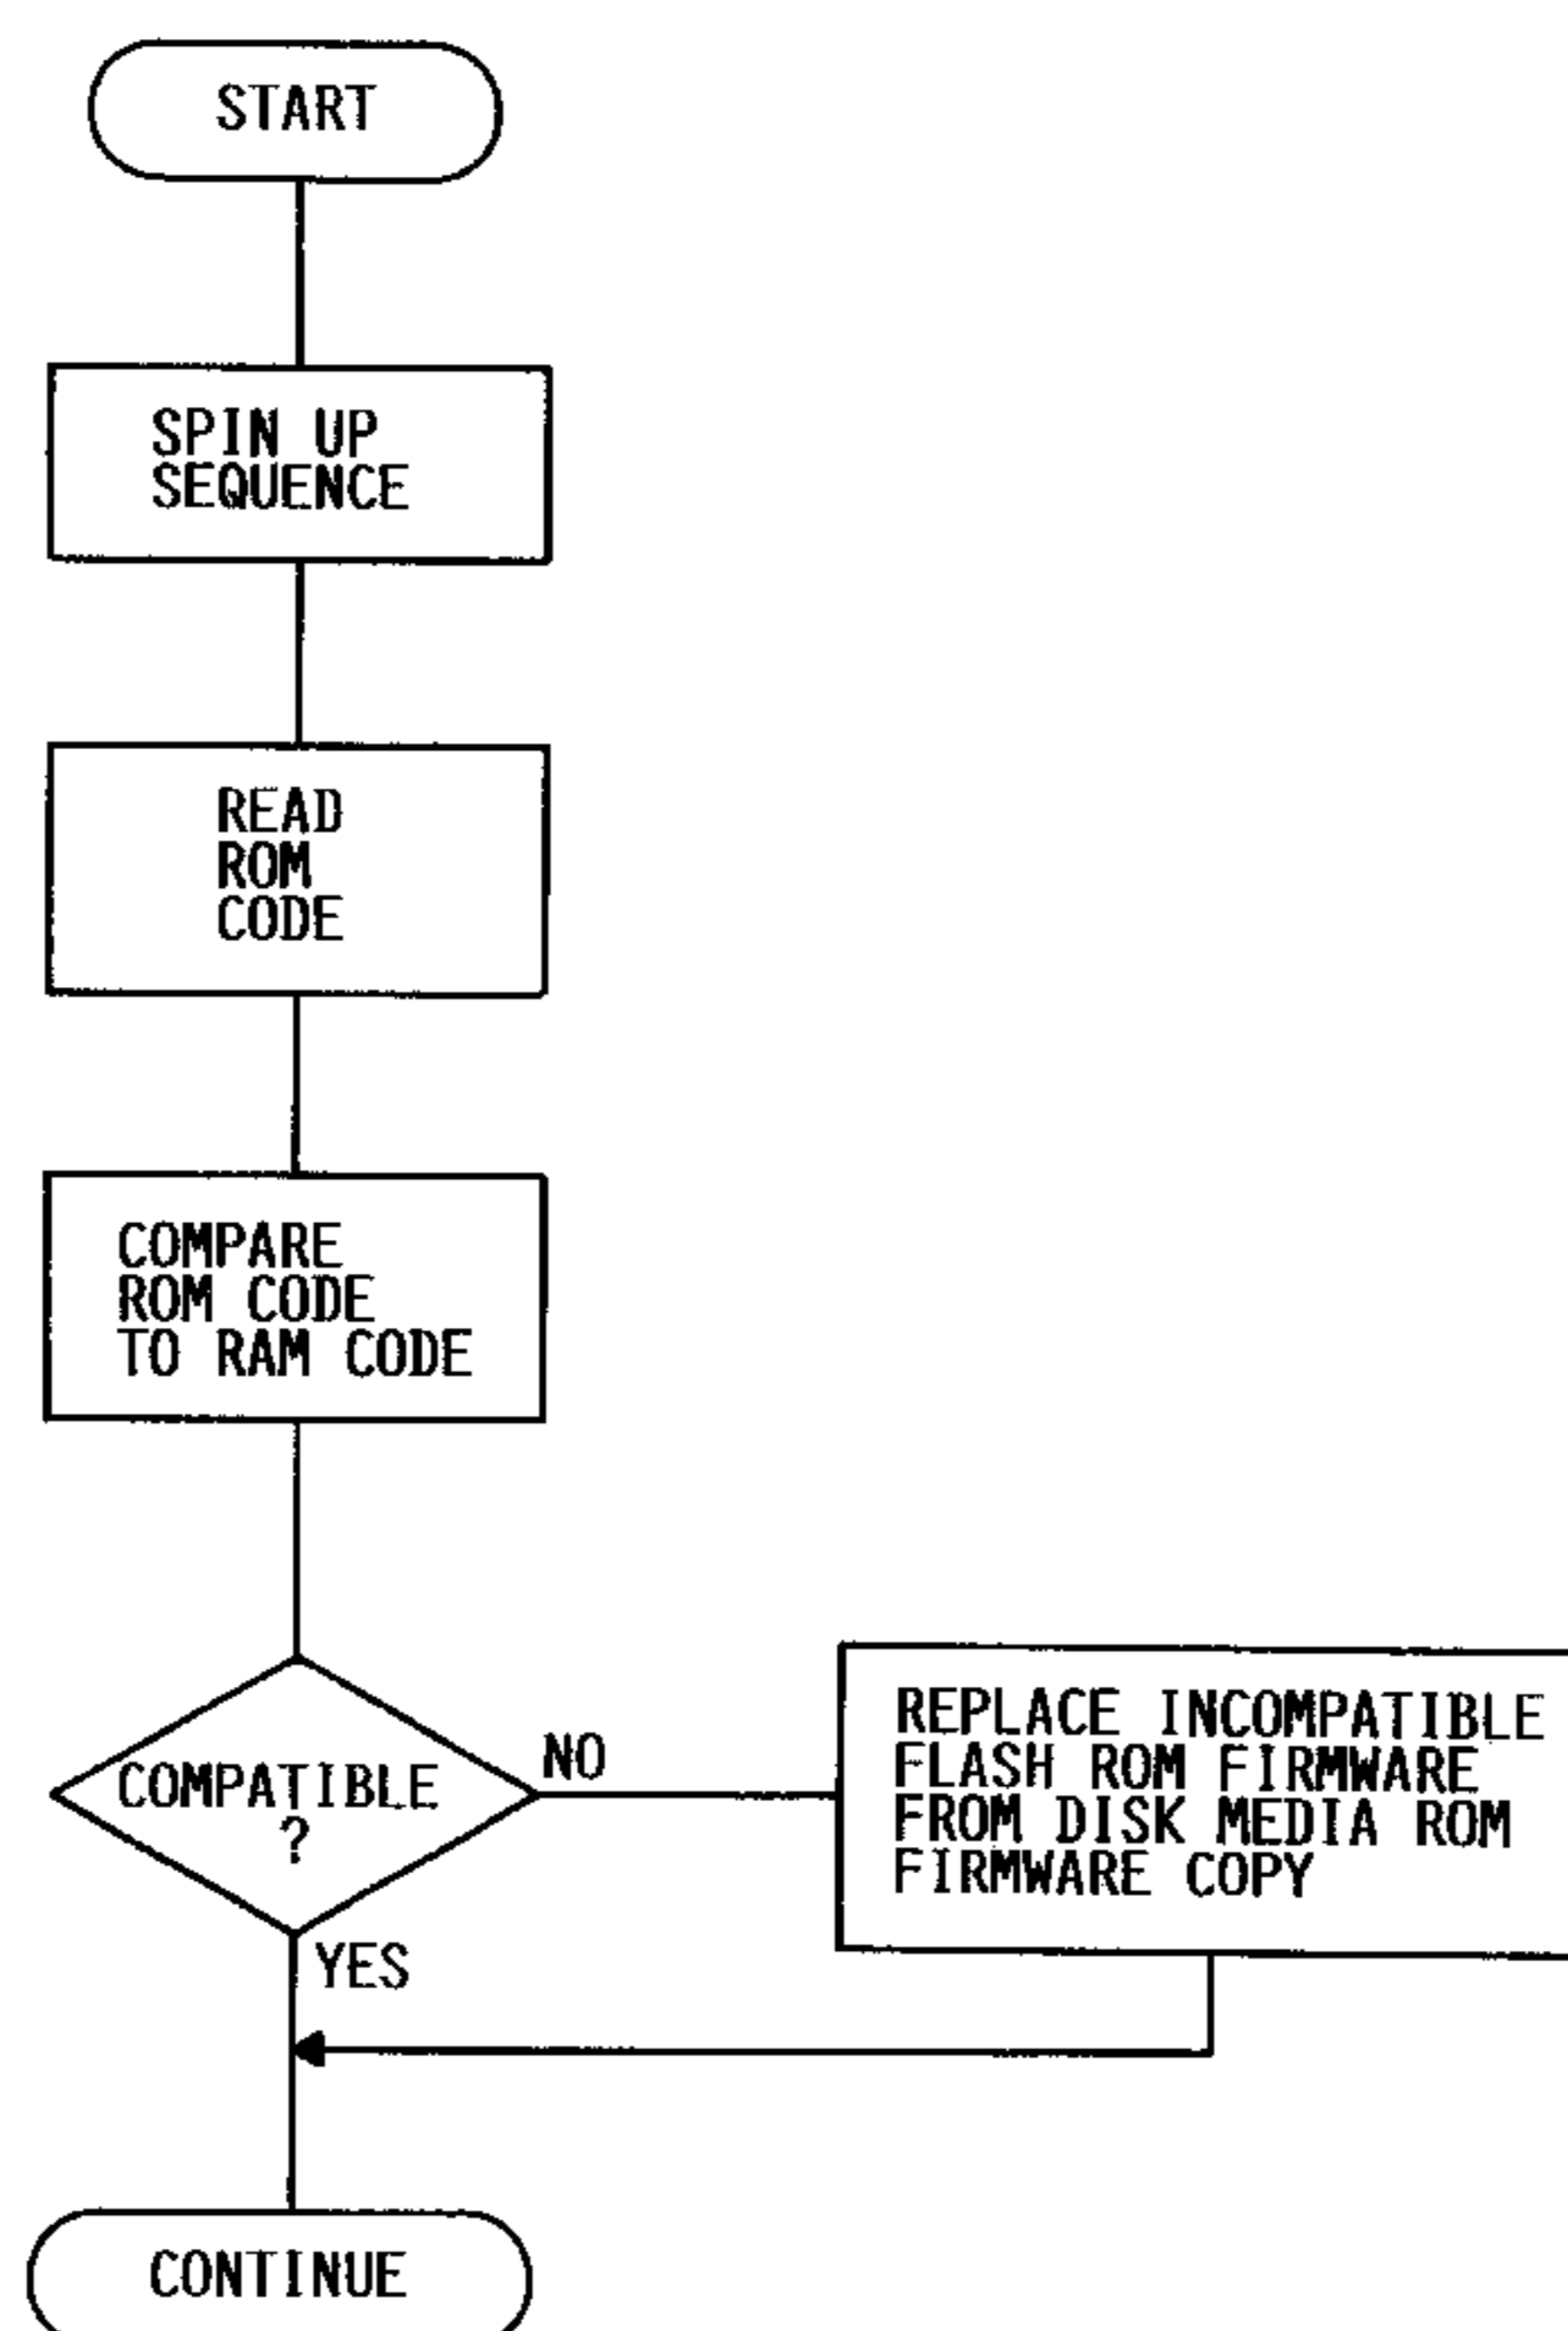 START
SPIN UP
SEQUENCE
READ
ROM
CODE
COMPARE
ROM CODE
TO RAM CODE
COMPATIBLE
?
NO
REPLACE INCOMPATIBLE
FLASH ROM FIRMWARE
FROM DISK MEDIA ROM
FIRMWARE COPY
YES
CONTINUE